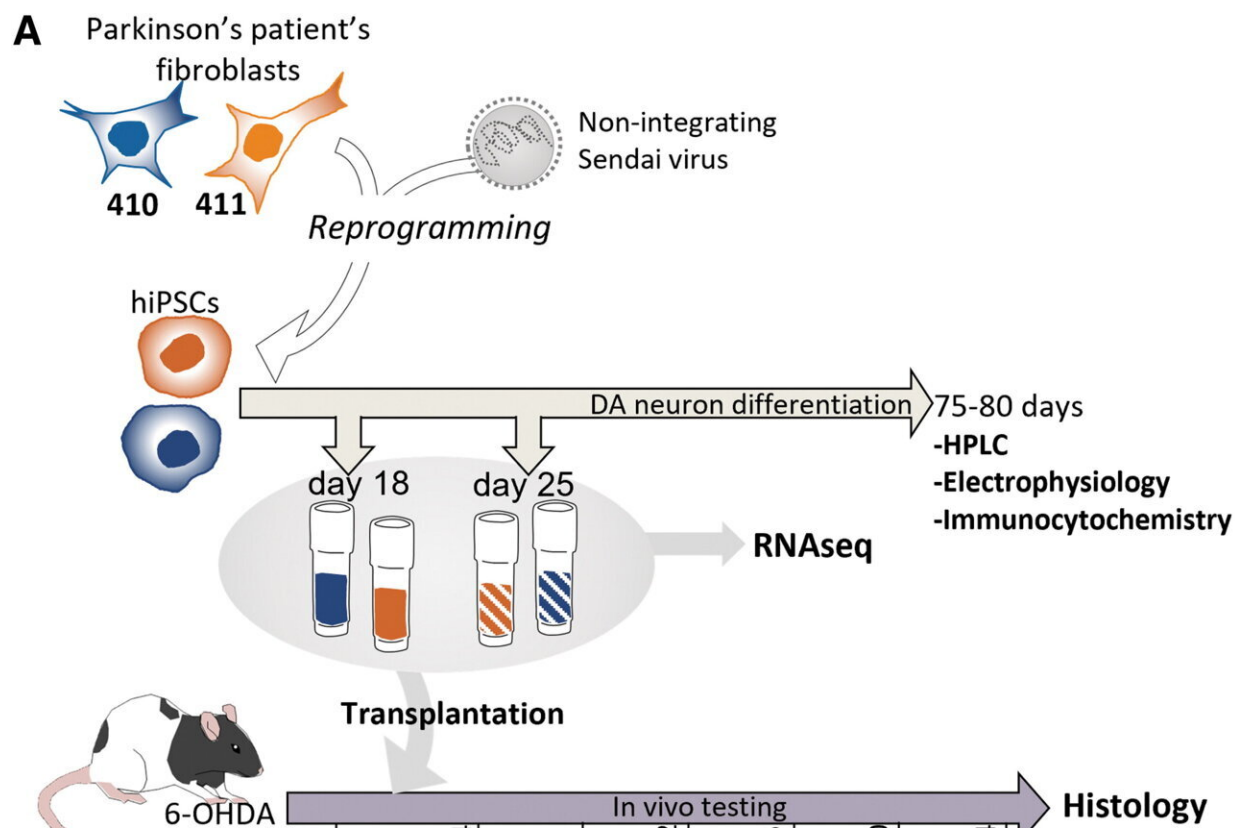 A
Parkinson’s patient’s
fibroblasts
410 411
Non-integrating
Sendai virus
Reprogramming
hiPSCs
DA neuron differentiation
75-80 days
-HPLC
-Electrophysiology
-Immunocytochemistry
day 18
day 25
RNAseq
Transplantation
6-OHDA
In vivo testing
Histology